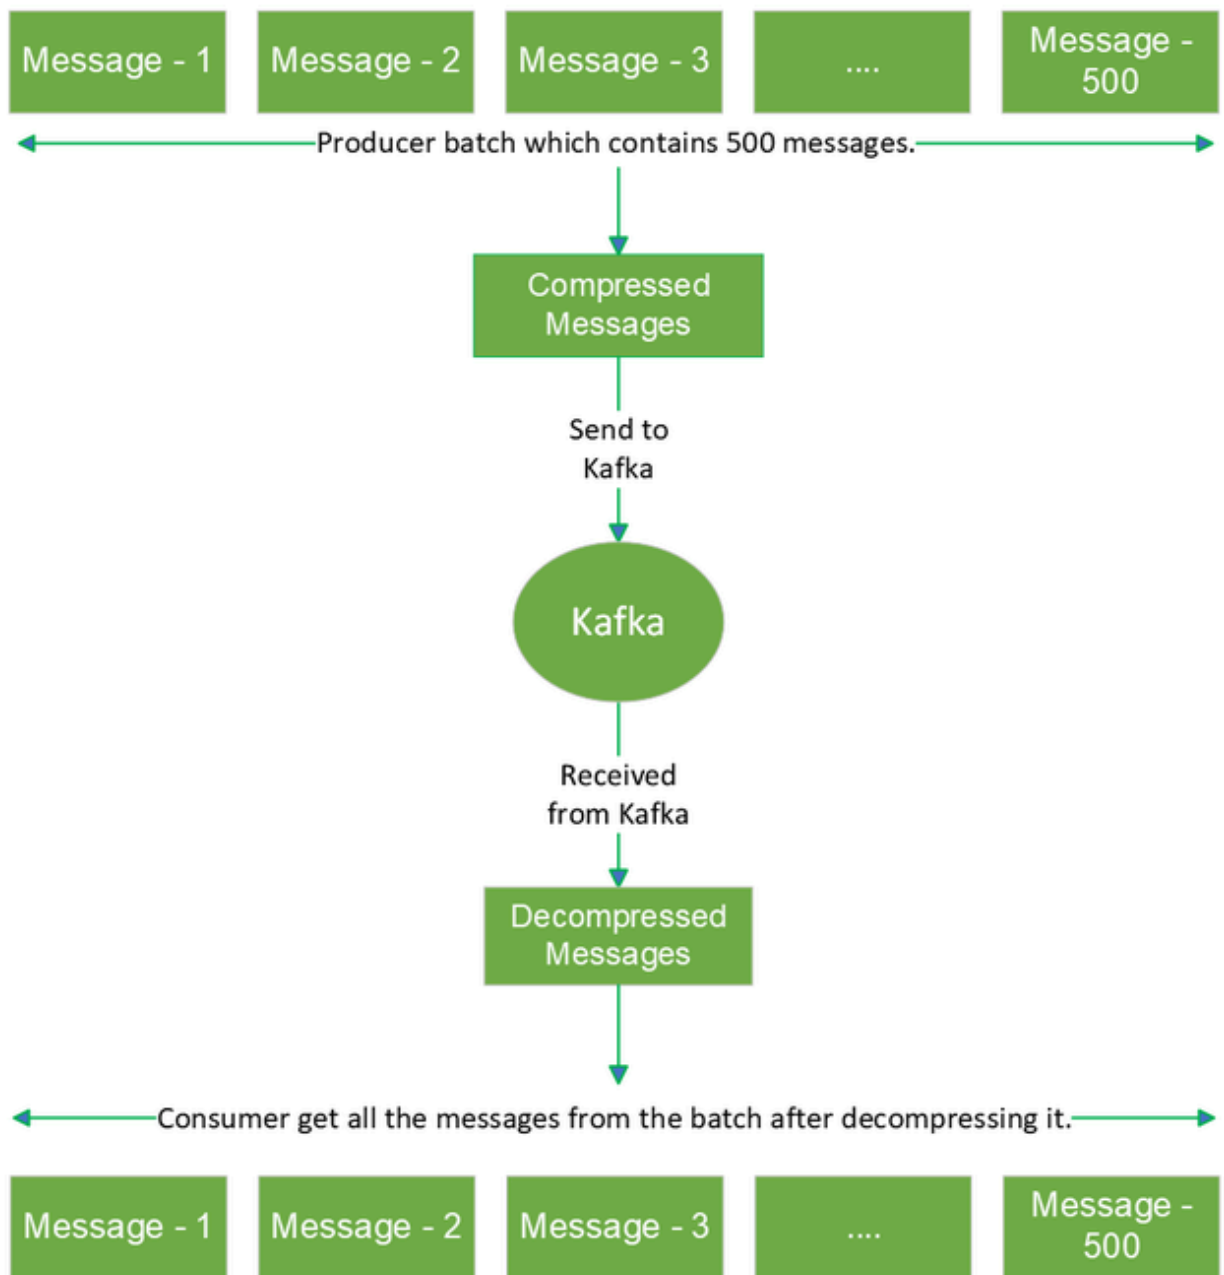 Message - 1
Message - 2
Message - 3
....
Message -
500
Producer batch which contains 500 messages.
Compressed
Messages
Send to
Kafka
Kafka
Received
from Kafka
Decompressed
Messages
Consumer get all the messages from the batch after decompressing it.
Message - 1
Message - 2
Message - 3
....
Message -
500